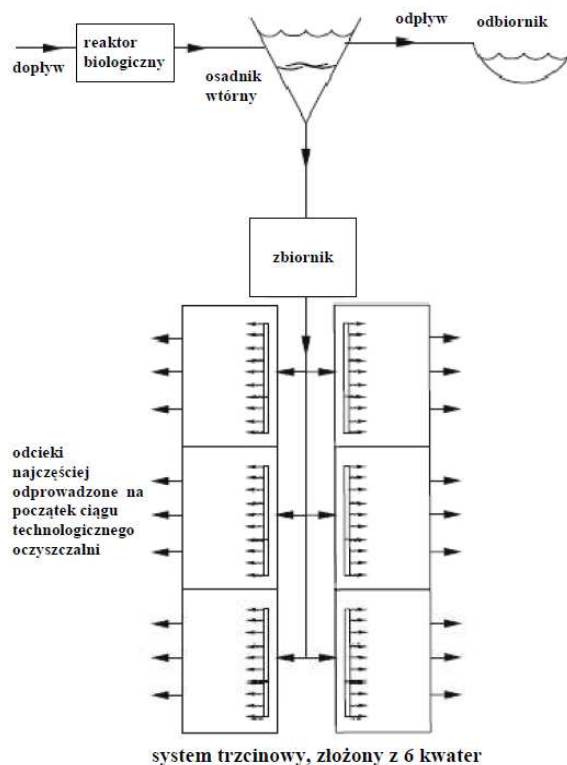 dopływ
reaktor
biologiczny
osadnik
wtórny
odpływ
odbiornik
zbiornik
odcieki
najczęściej
odprowadzone na
początek ciągu
technologicznego
oczyszczalni
system trzcinowy, złożony z 6 kwater